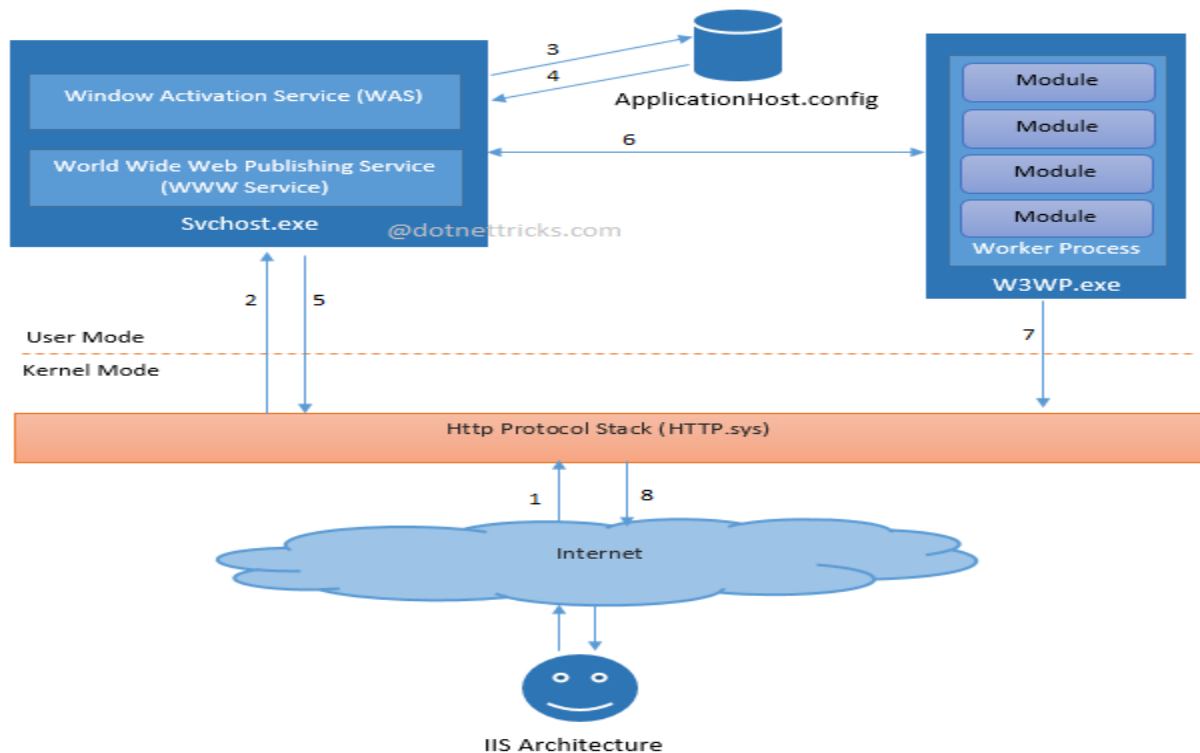 3
4
ApplicationHost.config
Window Activation Service (WAS)
World Wide Web Publishing Service
(WWW Service)
Svchost.exe
@dotnettricks.com
6
Module
Module
Module
Module
Worker Process
W3WP.exe
2
5
7
User Mode
Kernel Mode
Http Protocol Stack (HTTP.sys)
1
8
Internet
IIS Architecture